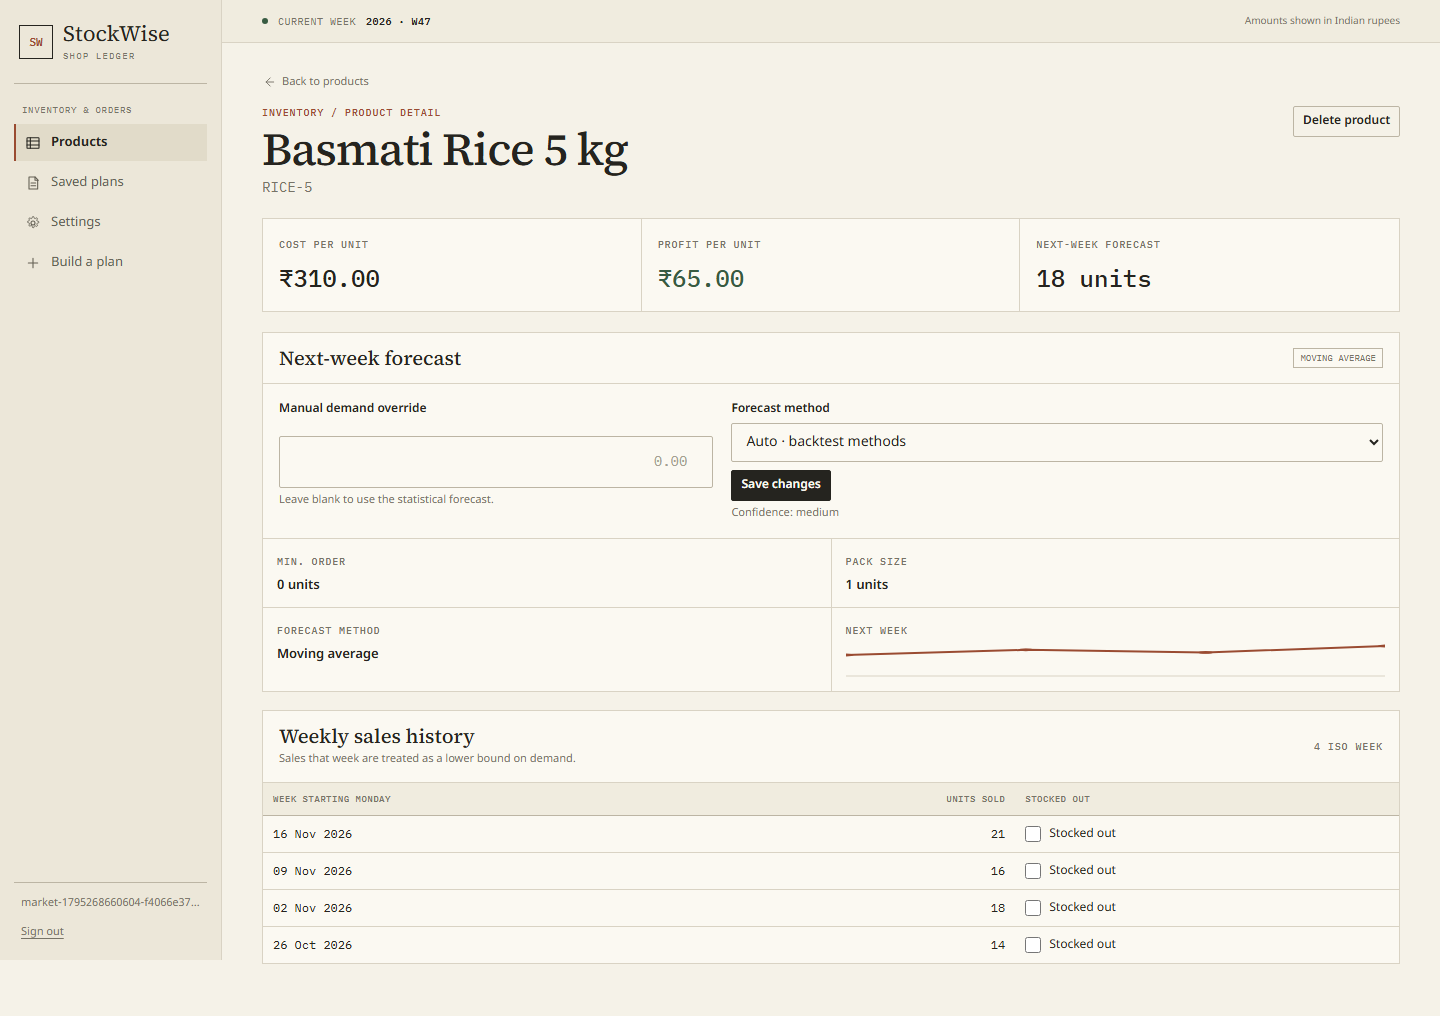 SW
StockWise
SHOP LEDGER
INVENTORY & ORDERS
Products
Saved plans
Settings
Build a plan
market-1795268660604-f4066e37...
Sign out
CURRENT WEEK 2026 · W47
Amounts shown in Indian rupees
← Back to products
INVENTORY / PRODUCT DETAIL
Basmati Rice 5 kg
RICE-5
Delete product
COST PER UNIT
₹310.00
PROFIT PER UNIT
₹65.00
NEXT-WEEK FORECAST
18 units
Next-week forecast
MOVING AVERAGE
Manual demand override
0.00
Leave blank to use the statistical forecast.
Forecast method
Auto · backtest methods
Save changes
Confidence: medium
MIN. ORDER
0 units
PACK SIZE
1 units
FORECAST METHOD
Moving average
NEXT WEEK
Weekly sales history
Sales that week are treated as a lower bound on demand.
4 ISO WEEK
WEEK STARTING MONDAY UNITS SOLD STOCKED OUT
16 Nov 2026 21 Stocked out
09 Nov 2026 16 Stocked out
02 Nov 2026 18 Stocked out
26 Oct 2026 14 Stocked out